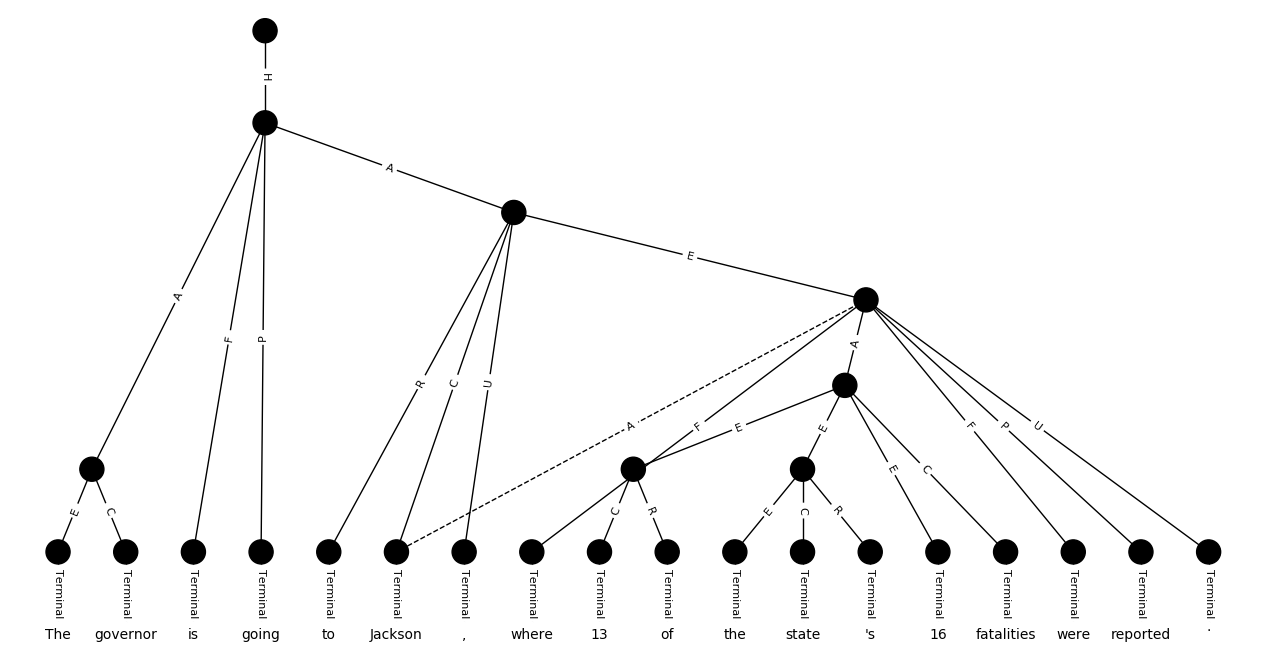 H
A
E
A
A
F
P
R
C
U
A
F
E
E
E
C
F
P
U
E
C
C
R
E
C
R
Terminal Terminal Terminal Terminal Terminal Terminal Terminal Terminal Terminal Terminal Terminal Terminal Terminal Terminal Terminal Terminal Terminal Terminal
The governor is going to Jackson , where 13 of the state 's 16 fatalities were reported .